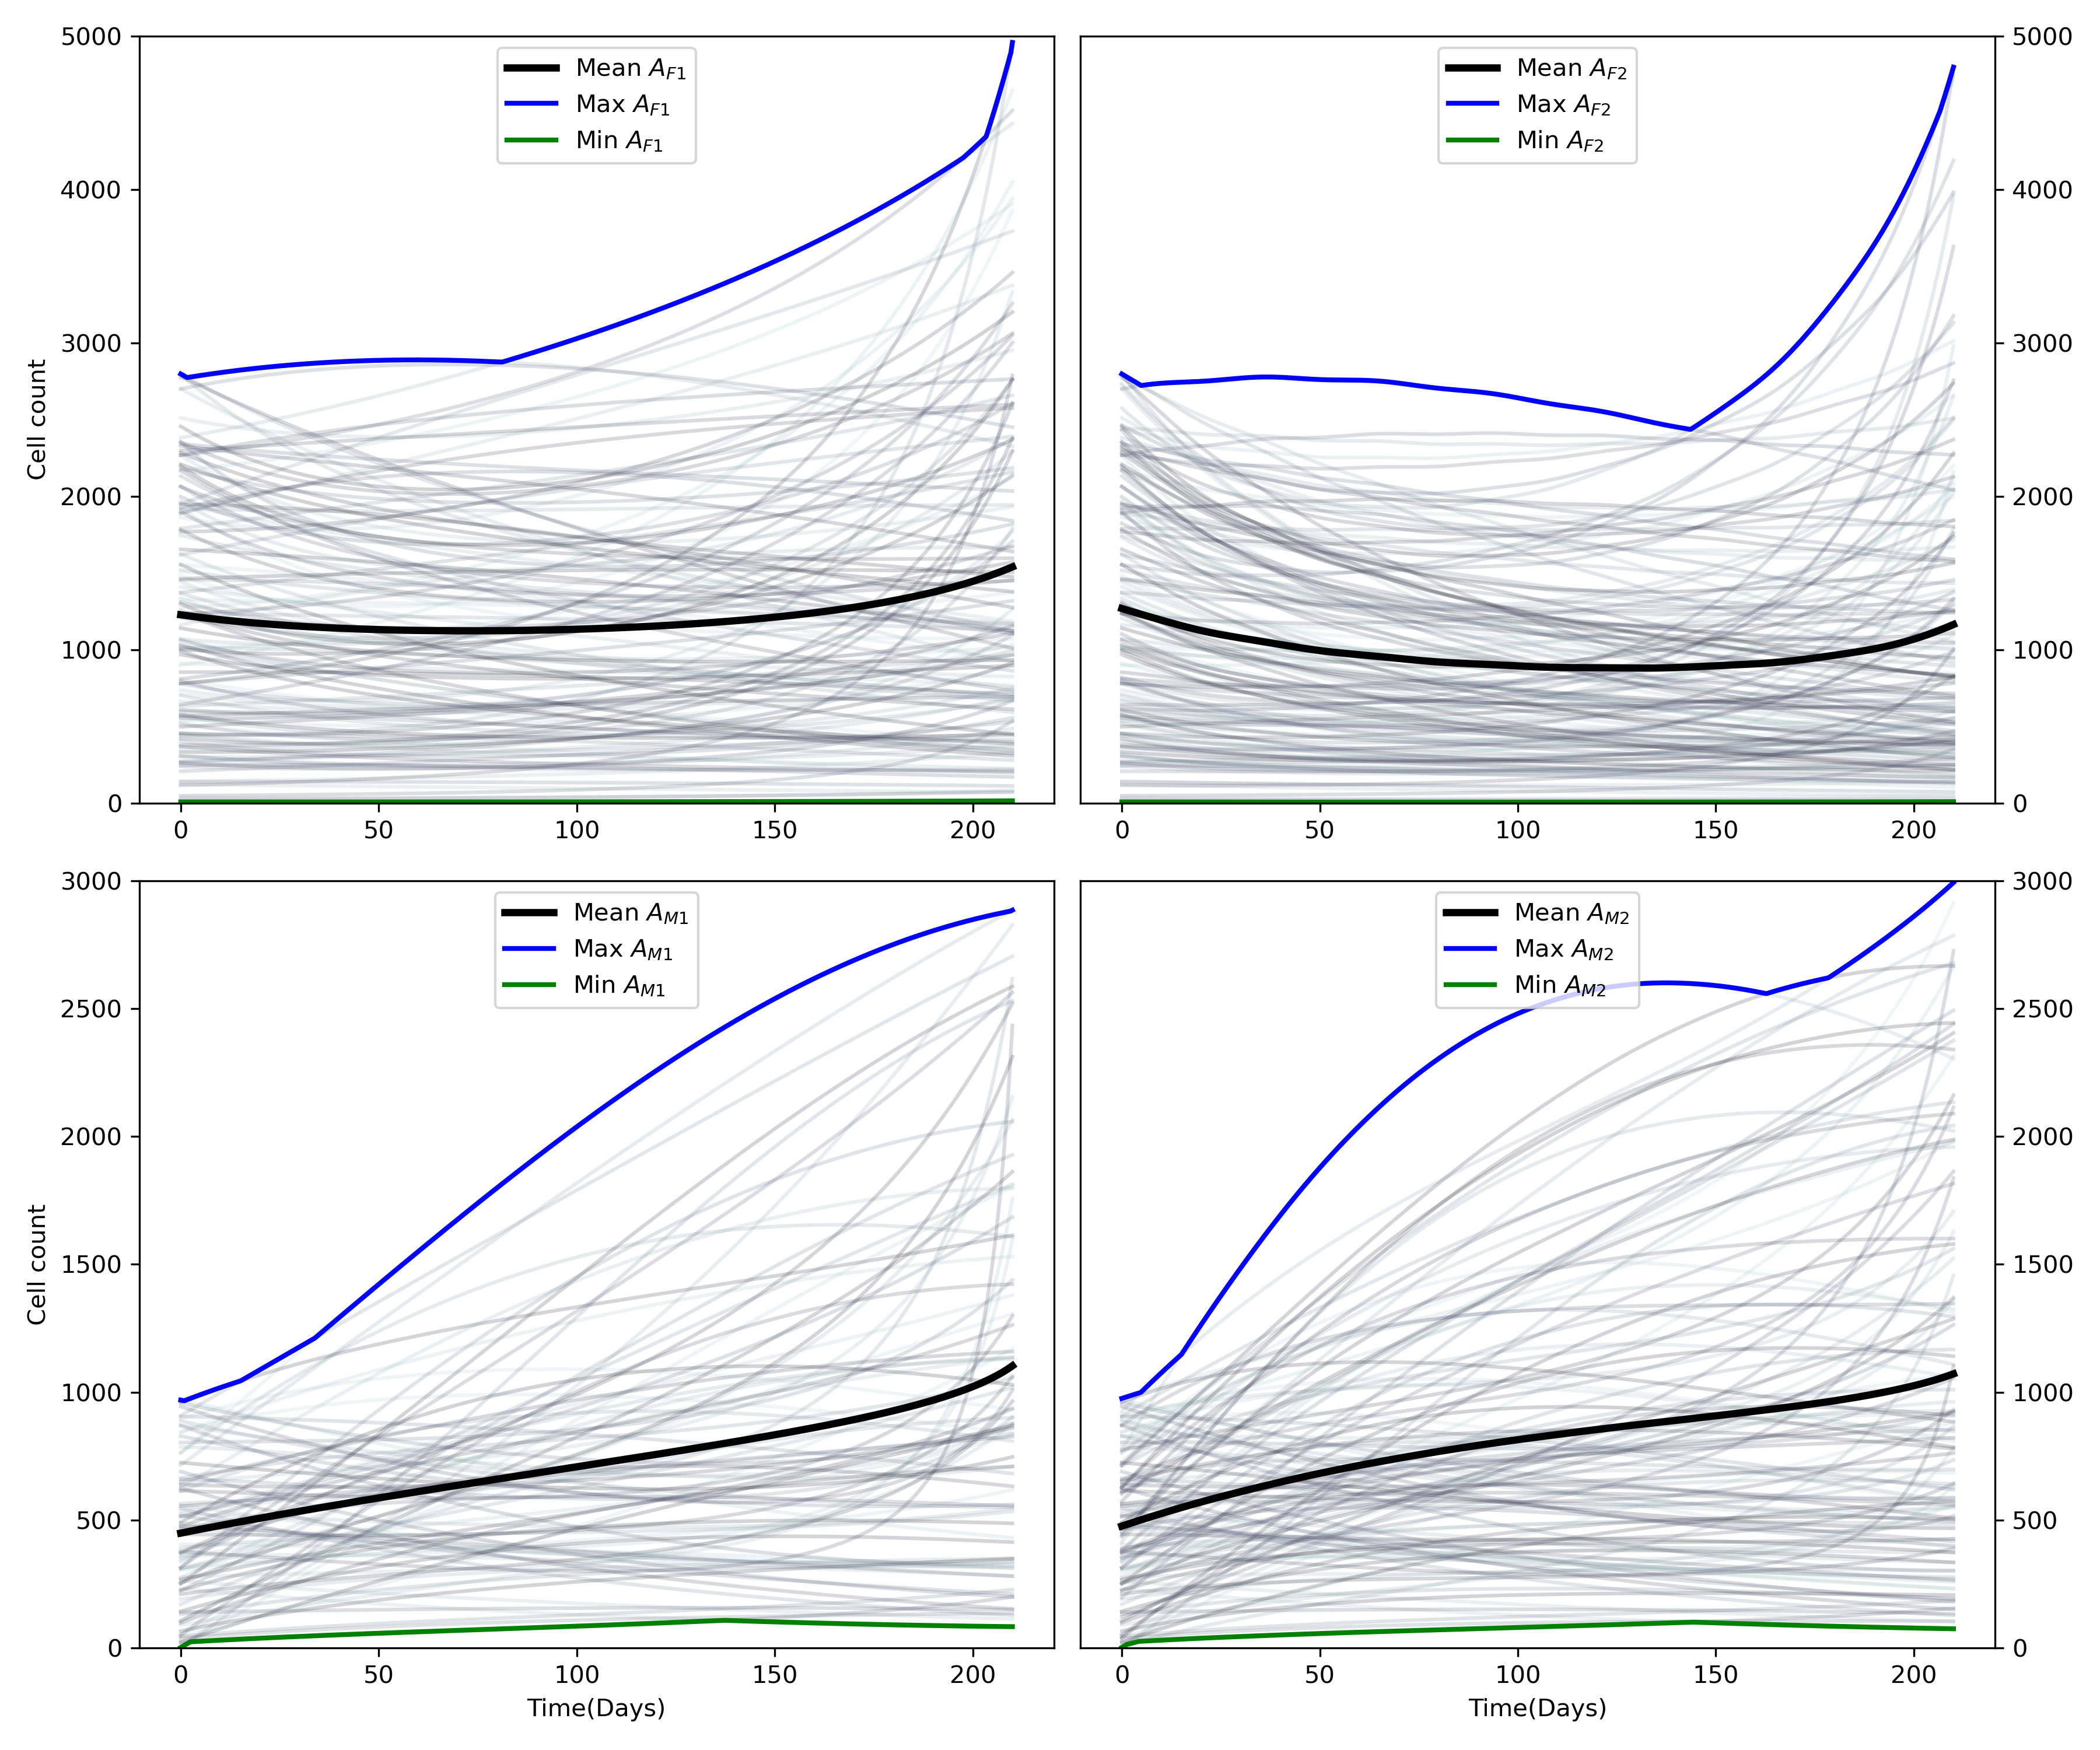 Mean A_F1
Max A_F1
Min A_F1
Cell count
5000
4000
3000
2000
1000
0
0 50 100 150 200
Mean A_F2
Max A_F2
Min A_F2
5000
4000
3000
2000
1000
0
0 50 100 150 200
Mean A_M1
Max A_M1
Min A_M1
Cell count
3000
2500
2000
1500
1000
500
0
0 50 100 150 200
Time(Days)
Mean A_M2
Max A_M2
Min A_M2
3000
2500
2000
1500
1000
500
0
0 50 100 150 200
Time(Days)